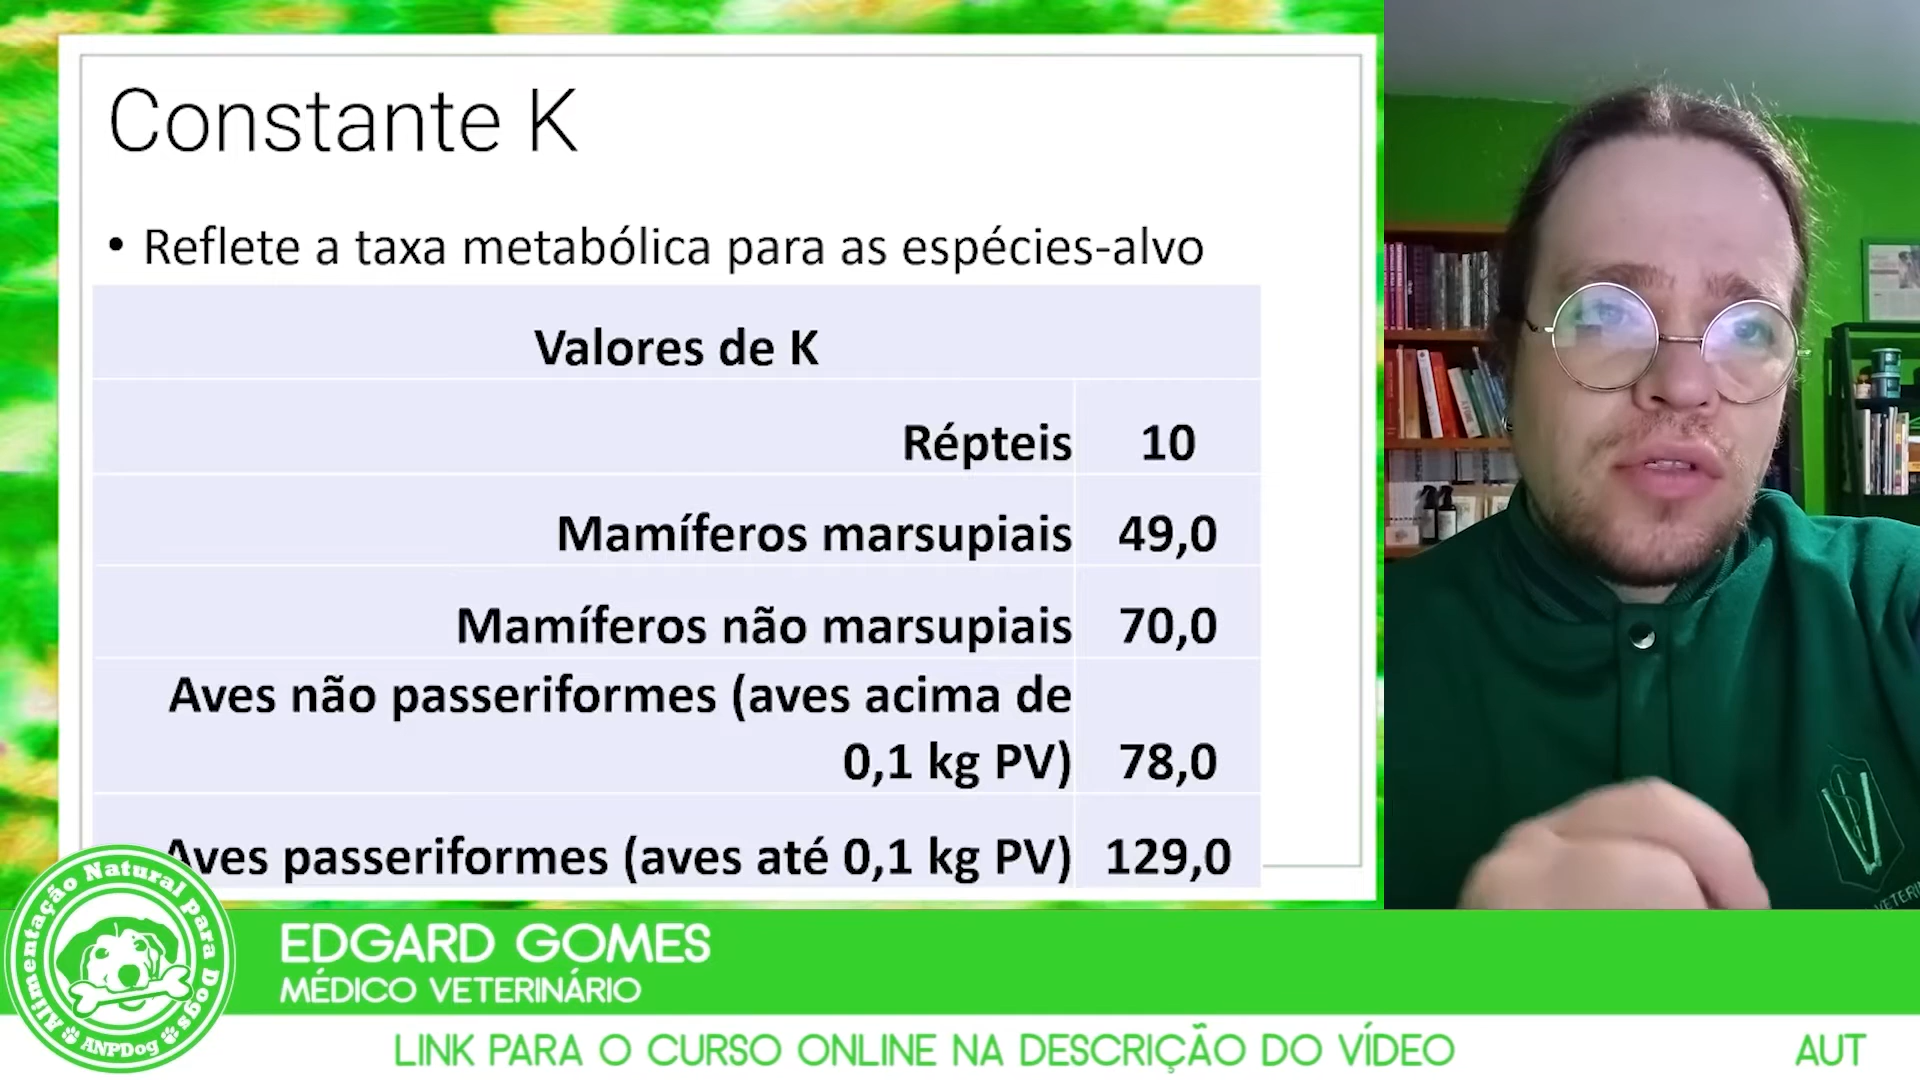 Constante K
• Reflete a taxa metabólica para as espécies-alvo
Valores de K
Répteis 10
Mamíferos marsupiais 49,0
Mamíferos não marsupiais 70,0
Aves não passeriformes (aves acima de
0,1 kg PV) 78,0
Aves passeriformes (aves até 0,1 kg PV) 129,0
Alimentação Natural para Dogs
ANPDog
EDGARD GOMES
MÉDICO VETERINÁRIO
LINK PARA O CURSO ONLINE NA DESCRIÇÃO DO VÍDEO
AUT
V